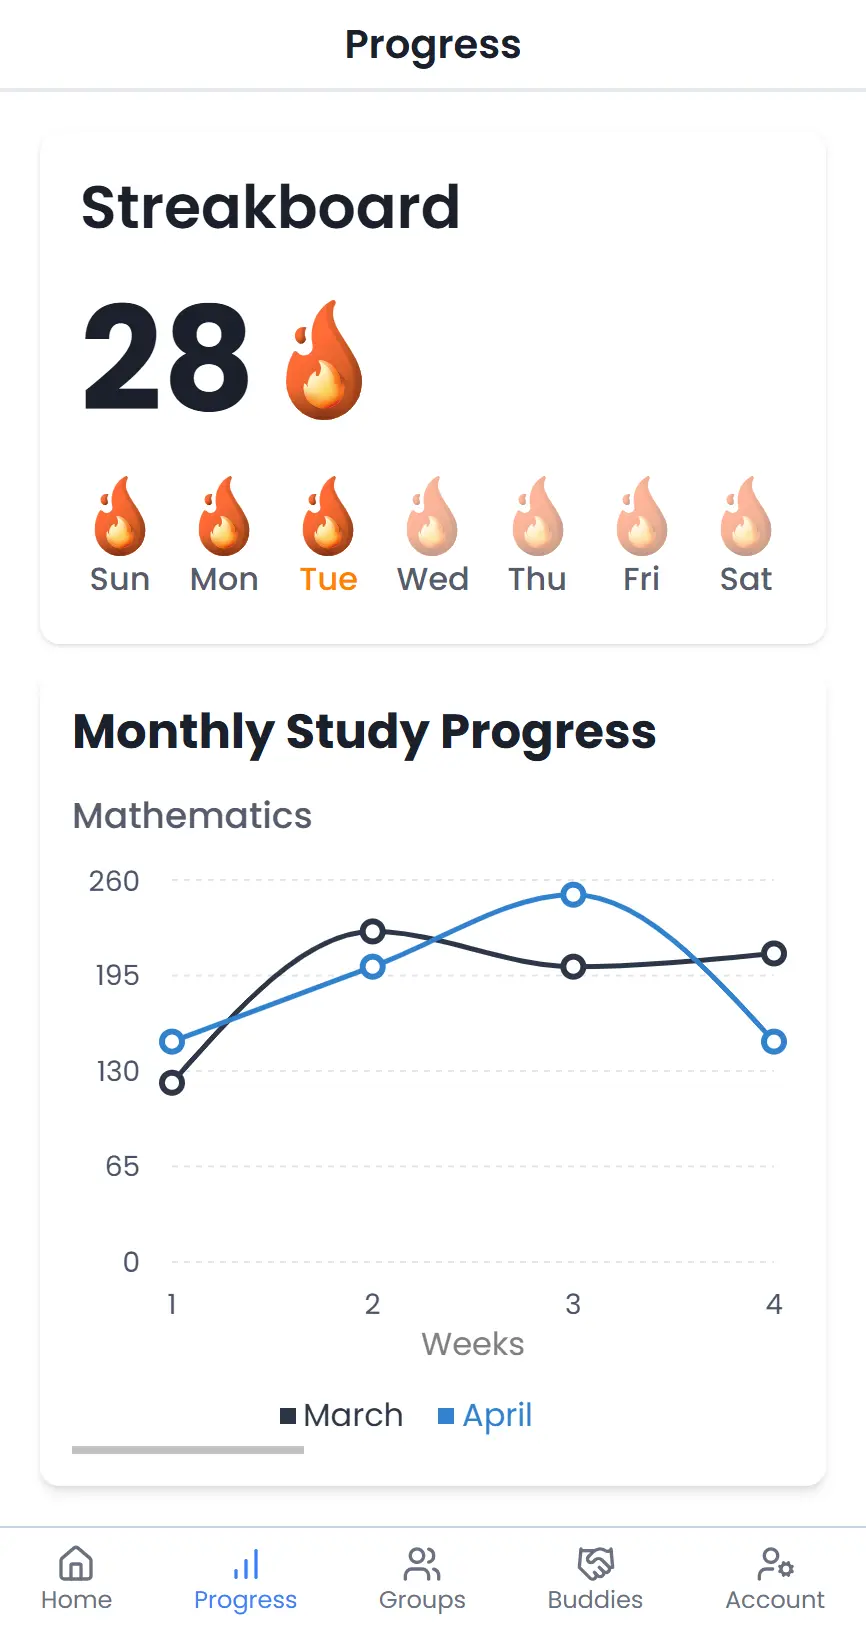 Progress
Streakboard
28
Sun Mon Tue Wed Thu Fri Sat
Monthly Study Progress
Mathematics
260
195
130
65
0
1 2 3 4
Weeks
March April
Home Progress Groups Buddies Account